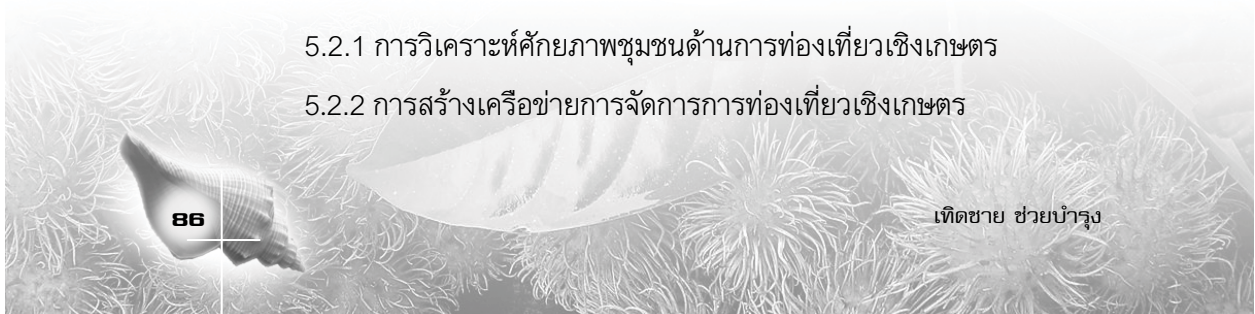 5.2.1 การวิเคราะห์ศักยภาพชุมชนด้านการท่องเที่ยวเชิงเกษตร
5.2.2 การสร้างเครือข่ายการจัดการการท่องเที่ยวเชิงเกษตร
86
เทิดชาย ช่วยบำรุง